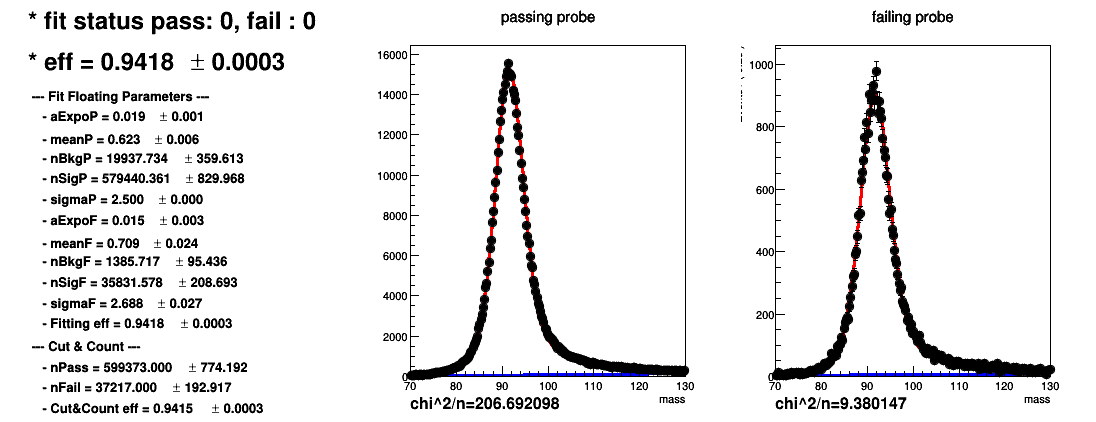 * fit status pass: 0, fail : 0
* eff = 0.9418 ± 0.0003
--- Fit Floating Parameters ---
- aExpoP = 0.019 ± 0.001
- meanP = 0.623 ± 0.006
- nBkgP = 19937.734 ± 359.613
- nSigP = 579440.361 ± 829.968
- sigmaP = 2.500 ± 0.000
- aExpoF = 0.015 ± 0.003
- meanF = 0.709 ± 0.024
- nBkgF = 1385.717 ± 95.436
- nSigF = 35831.578 ± 208.693
- sigmaF = 2.688 ± 0.027
- Fitting eff = 0.9418 ± 0.0003
--- Cut & Count ---
- nPass = 599373.000 ± 774.192
- nFail = 37217.000 ± 192.917
- Cut&Count eff = 0.9415 ± 0.0003
passing probe
16000
14000
12000
10000
8000
6000
4000
2000
0
70 80 90 100 110 120 130
mass
chi^2/n=206.692098
failing probe
1000
800
600
400
200
0
70 80 90 100 110 120 130
mass
chi^2/n=9.380147